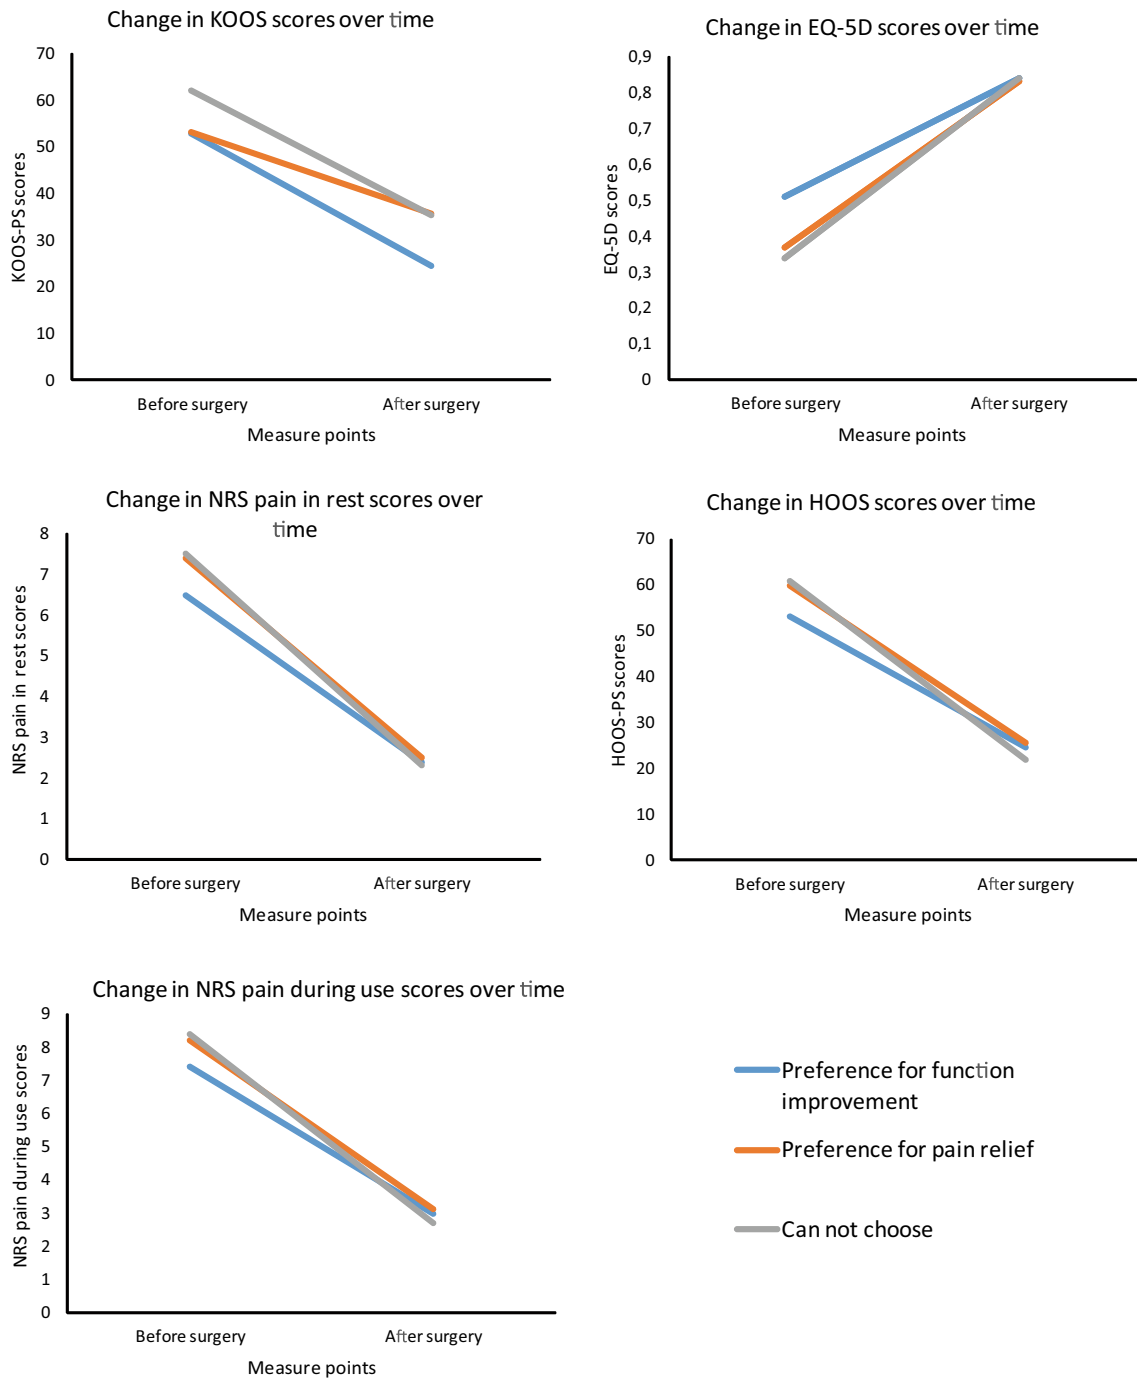 Change in KOOS scores over time
70
60
50
40
30
20
10
0
KOOS-PS scores
Before surgery
After surgery
Measure points
Change in EQ-5D scores over time
0,9
0,8
0,7
0,6
0,5
0,4
0,3
0,2
0,1
0
EQ-5D scores
Before surgery
After surgery
Measure points
Change in NRS pain in rest scores over
time
8
7
6
5
4
3
2
1
0
NRS pain in rest scores
Before surgery
After surgery
Measure points
Change in HOOS scores over time
70
60
50
40
30
20
10
0
HOOS-PS scores
Before surgery
After surgery
Measure points
Change in NRS pain during use scores over time
9
8
7
6
5
4
3
2
1
0
NRS pain during use scores
Before surgery
After surgery
Measure points
Preference for function
improvement
Preference for pain relief
Can not choose